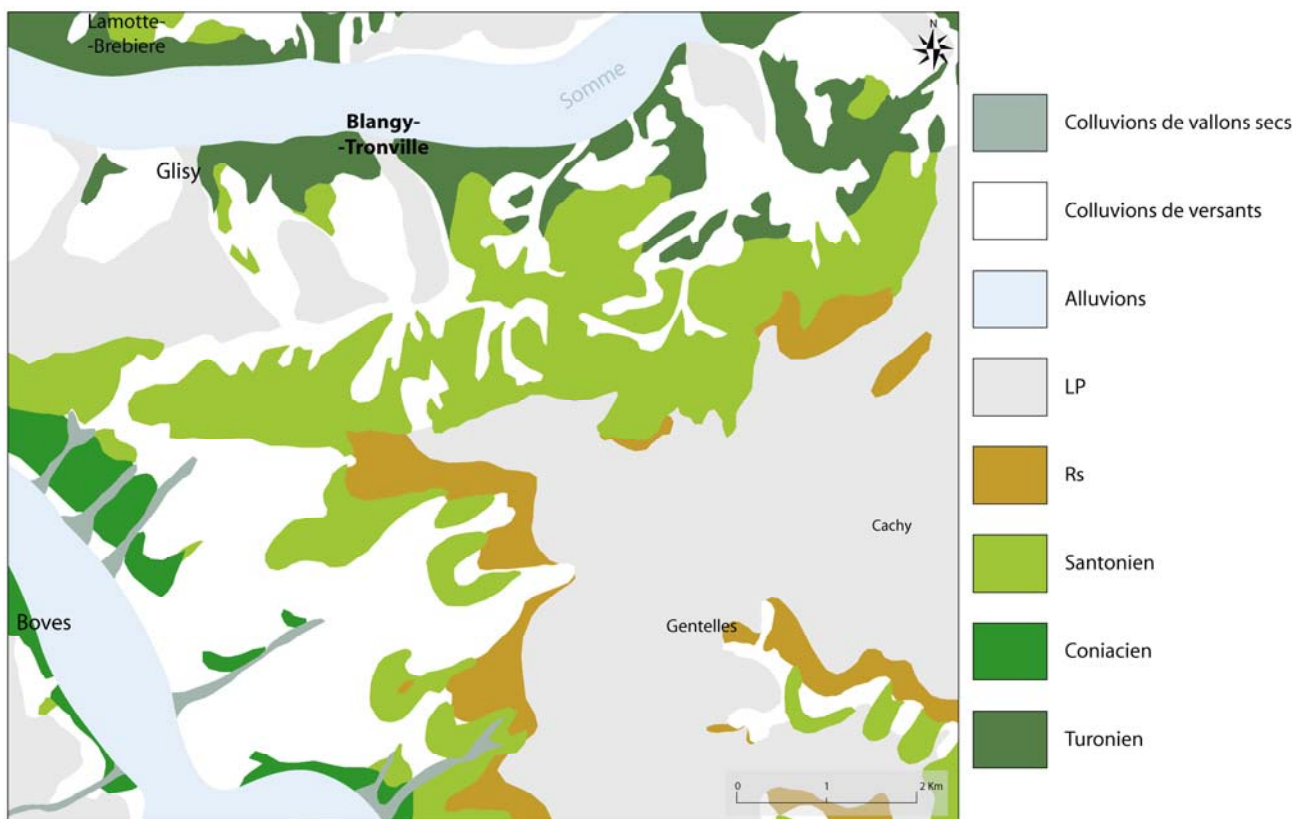 Lamotte-
-Brebiere
N
Somme
Blangy-
-Tronville
Glisy
Cachy
Boves
Gentelles
0 1 2 Km
Colluvions de vallons secs
Colluvions de versants
Alluvions
LP
Rs
Santonien
Coniacien
Turonien